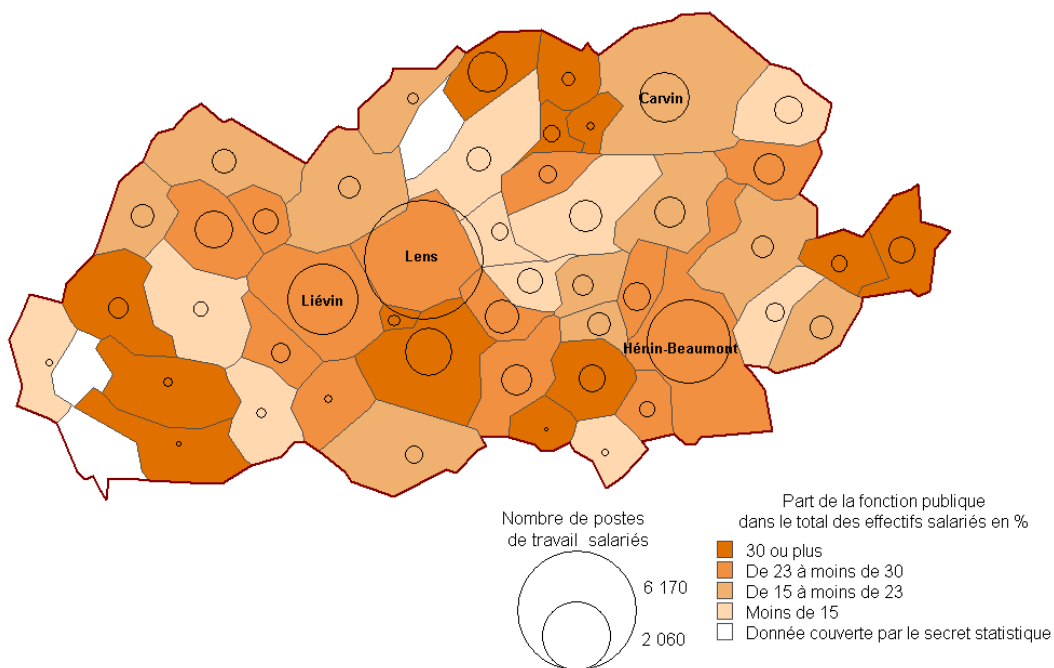 Carvin
Lens
Liévin
Hénin-Beaumont
Nombre de postes
de travail salariés
6 170
2 060
Part de la fonction publique
dans le total des effectifs salariés en %
30 ou plus
De 23 à moins de 30
De 15 à moins de 23
Moins de 15
Donnée couverte par le secret statistique